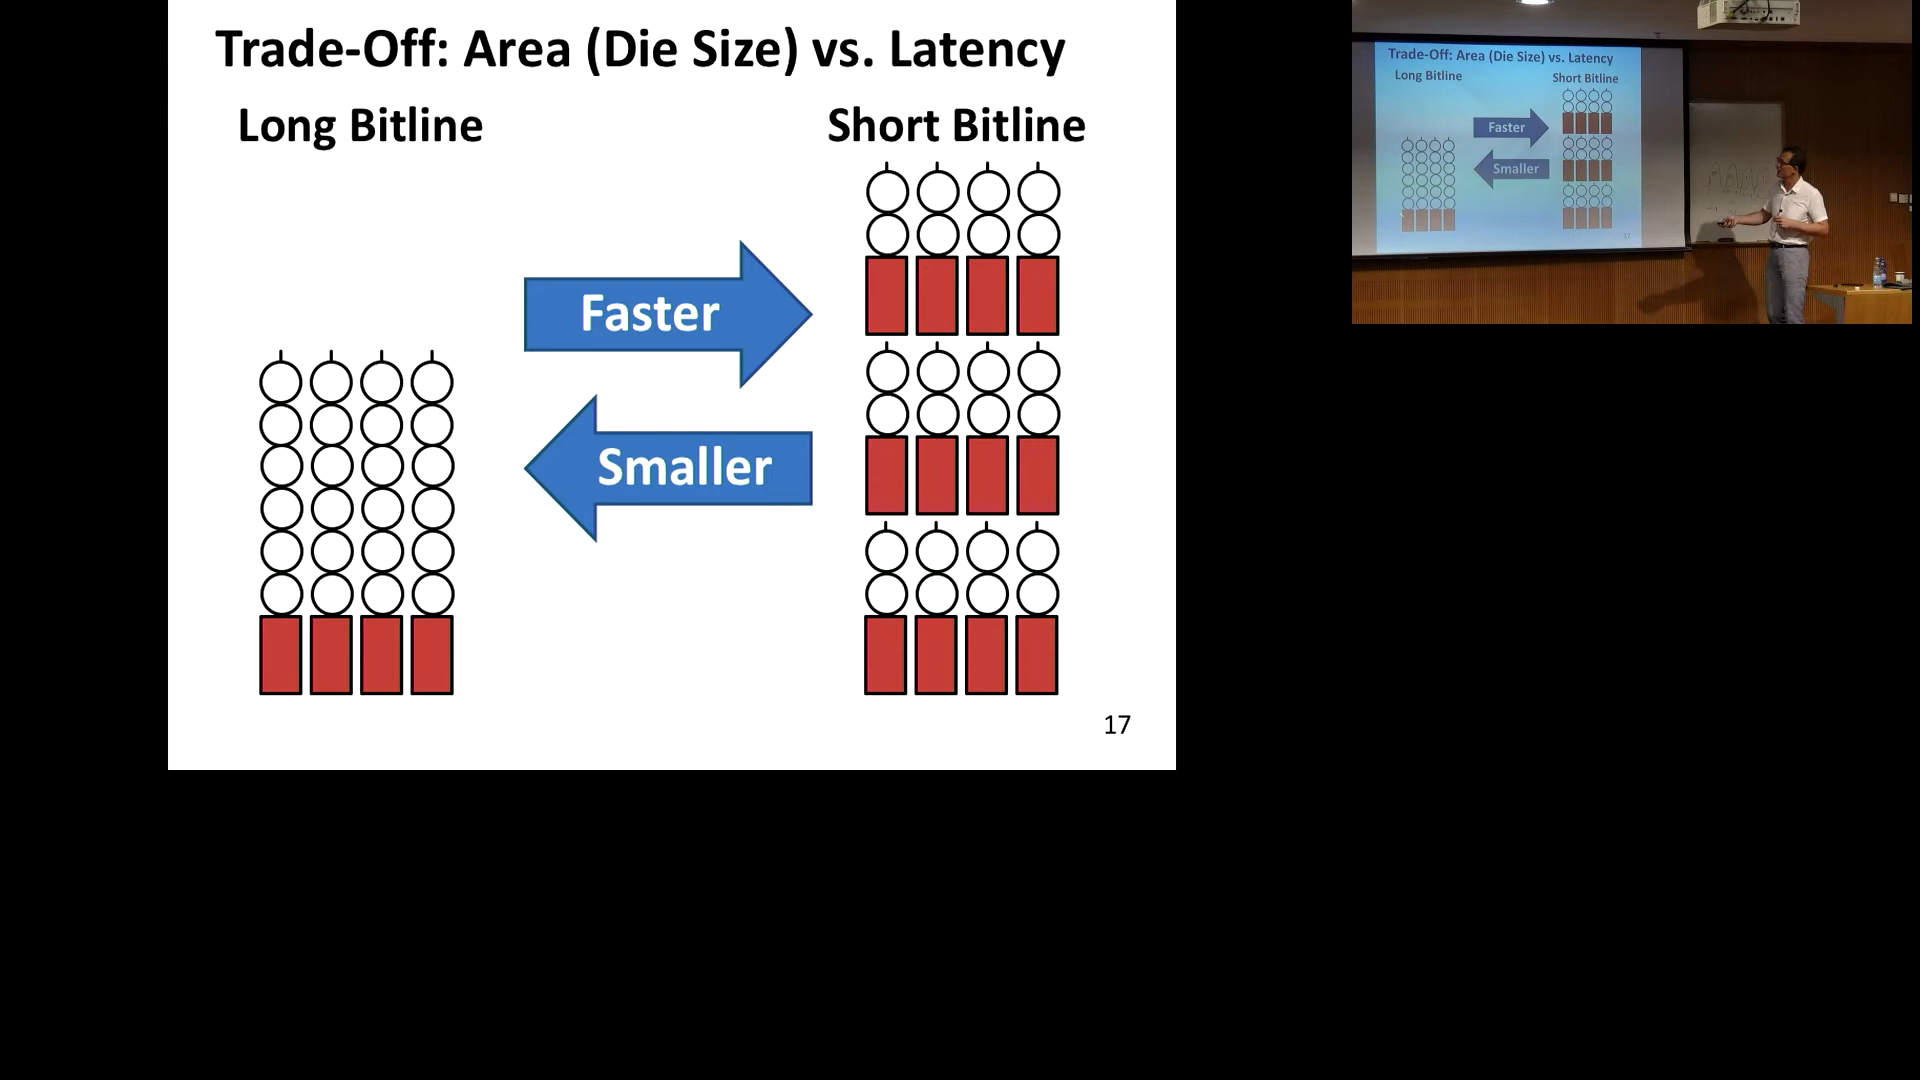 Trade-Off: Area (Die Size) vs. Latency
Long Bitline
Short Bitline
Faster
Smaller
17
Trade-Off: Area (Die Size) vs. Latency
Long Bitline
Short Bitline
Faster
Smaller
17